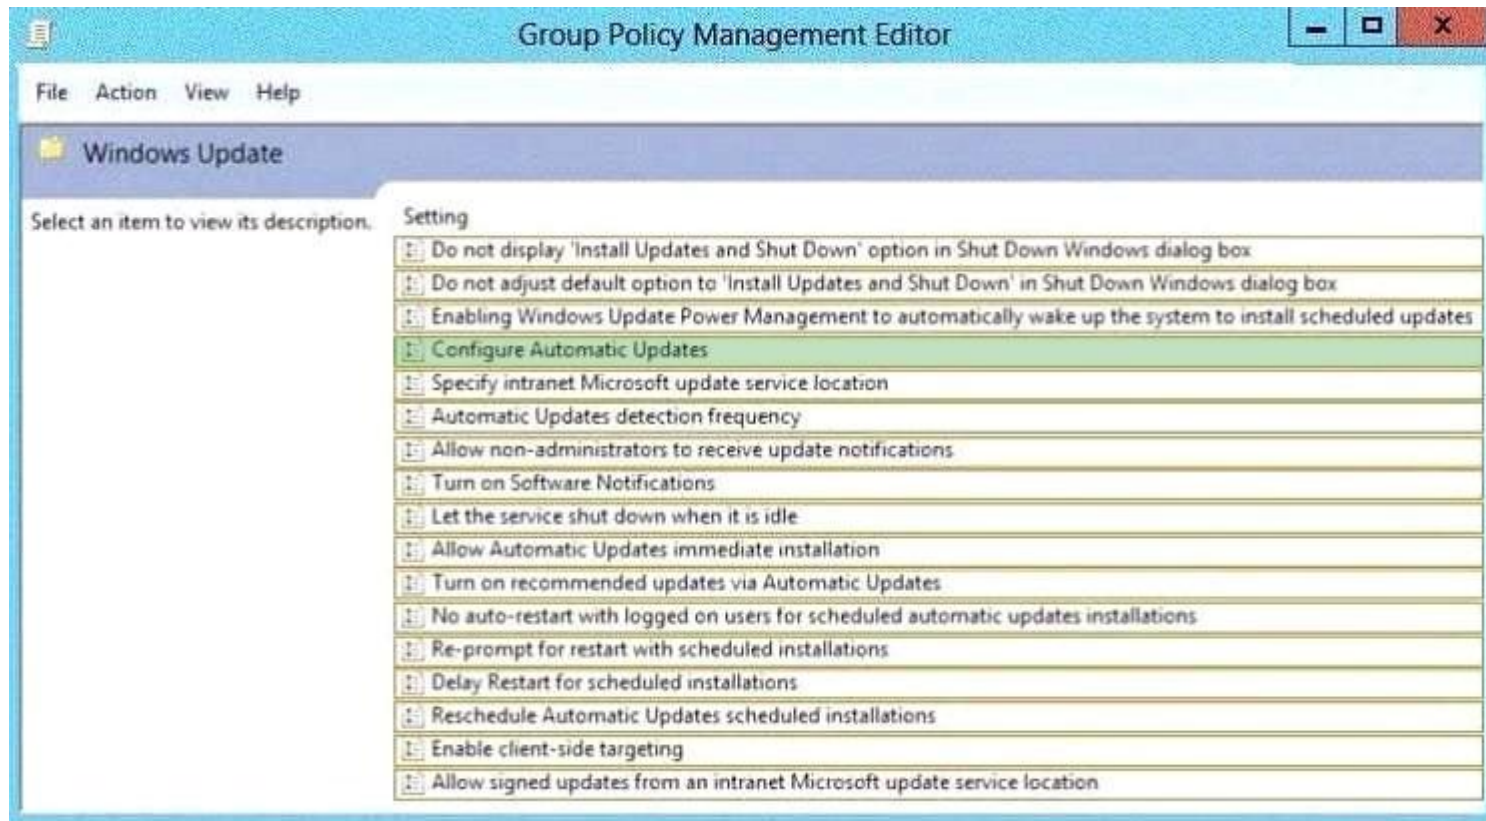 Group Policy Management Editor
File Action View Help
Windows Update
Select an item to view its description.
Setting
Do not display 'Install Updates and Shut Down' option in Shut Down Windows dialog box
Do not adjust default option to 'Install Updates and Shut Down' in Shut Down Windows dialog box
Enabling Windows Update Power Management to automatically wake up the system to install scheduled updates
Configure Automatic Updates
Specify intranet Microsoft update service location
Automatic Updates detection frequency
Allow non-administrators to receive update notifications
Turn on Software Notifications
Let the service shut down when it is idle
Allow Automatic Updates immediate installation
Turn on recommended updates via Automatic Updates
No auto-restart with logged on users for scheduled automatic updates installations
Re-prompt for restart with scheduled installations
Delay Restart for scheduled installations
Reschedule Automatic Updates scheduled installations
Enable client-side targeting
Allow signed updates from an intranet Microsoft update service location